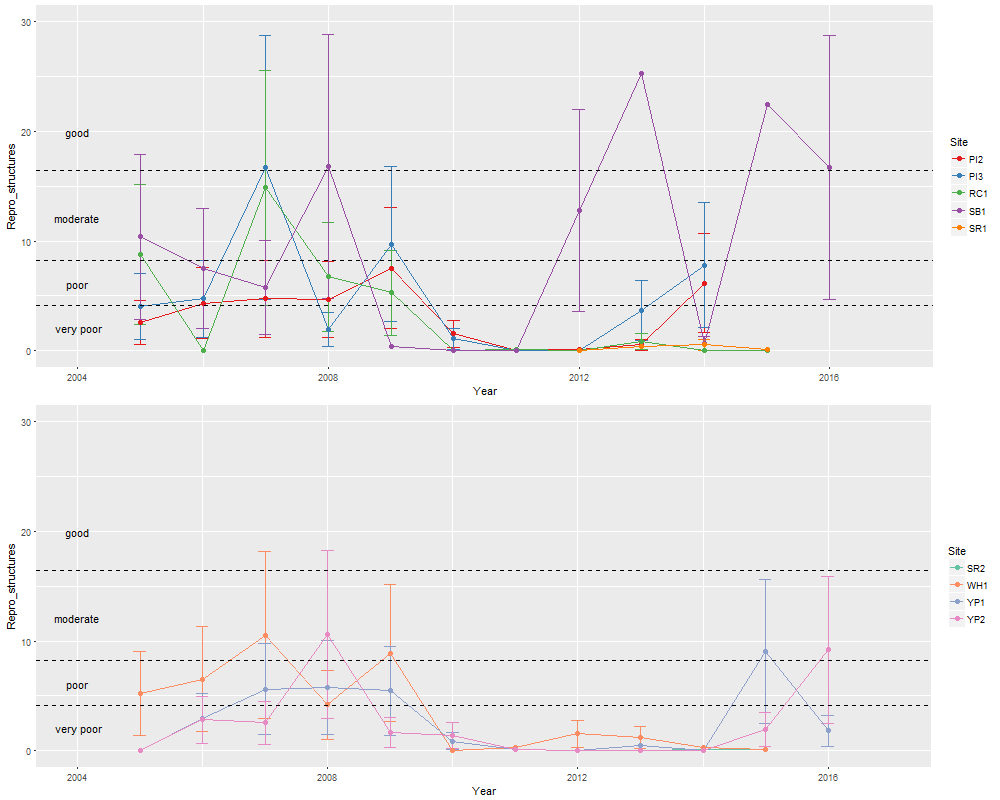 30
20
10
0
Repro_structures
good
moderate
poor
very poor
2004
2008
2012
2016
Year
Site
PI2
PI3
RC1
SB1
SR1
30
20
10
0
Repro_structures
good
moderate
poor
very poor
2004
2008
2012
2016
Year
Site
SR2
WH1
YP1
YP2